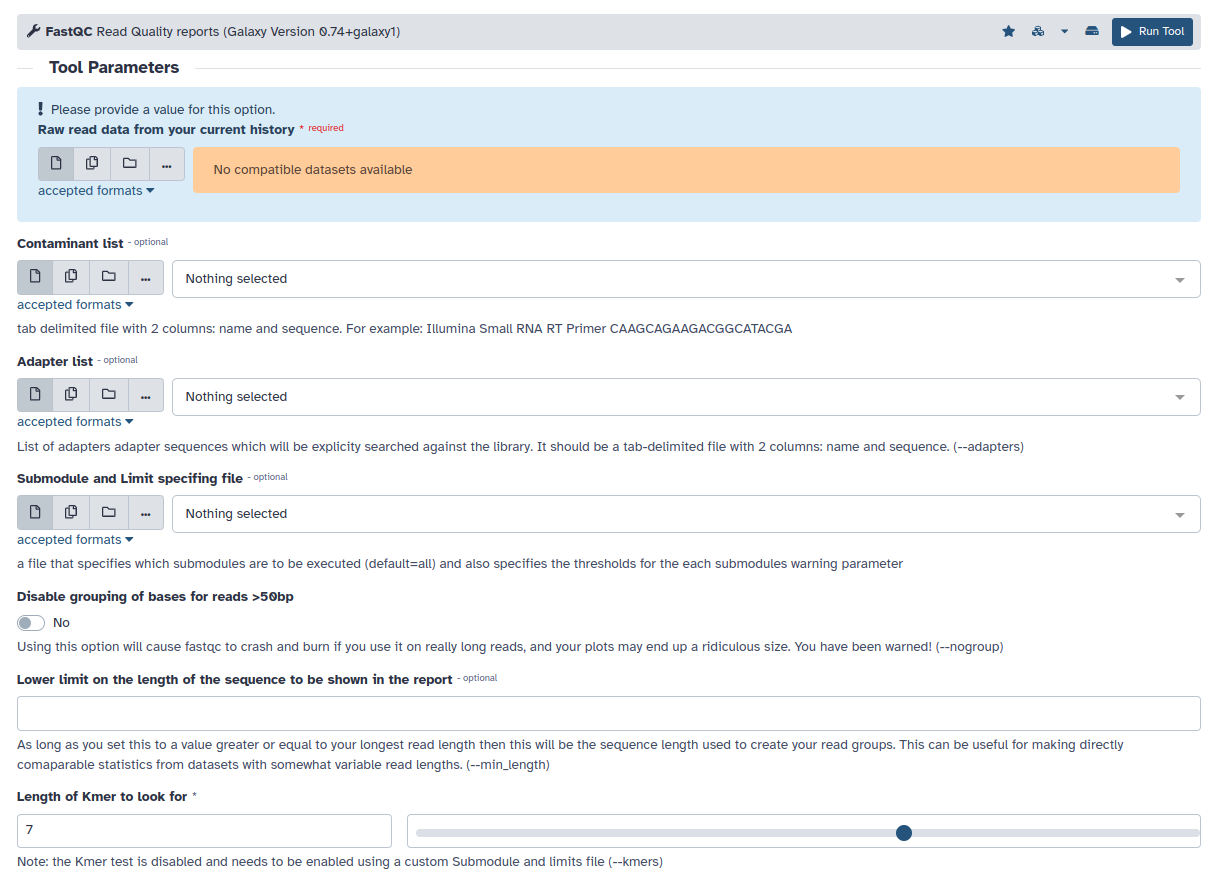 FastQC Read Quality reports (Galaxy Version 0.74+galaxy1)
Run Tool
Tool Parameters
! Please provide a value for this option.
Raw read data from your current history * required
...
No compatible datasets available
accepted formats
Contaminant list - optional
...
Nothing selected
accepted formats
tab delimited file with 2 columns: name and sequence. For example: Illumina Small RNA RT Primer CAAGCAGAAGACGGCATACGA
Adapter list - optional
...
Nothing selected
accepted formats
List of adapters adapter sequences which will be explicity searched against the library. It should be a tab-delimited file with 2 columns: name and sequence. (--adapters)
Submodule and Limit specifing file - optional
...
Nothing selected
accepted formats
a file that specifies which submodules are to be executed (default=all) and also specifies the thresholds for the each submodules warning parameter
Disable grouping of bases for reads >50bp
No
Using this option will cause fastqc to crash and burn if you use it on really long reads, and your plots may end up a ridiculous size. You have been warned! (--nogroup)
Lower limit on the length of the sequence to be shown in the report - optional
As long as you set this to a value greater or equal to your longest read length then this will be the sequence length used to create your read groups. This can be useful for making directly
comaparable statistics from datasets with somewhat variable read lengths. (--min_length)
Length of Kmer to look for *
7
Note: the Kmer test is disabled and needs to be enabled using a custom Submodule and limits file (--kmers)